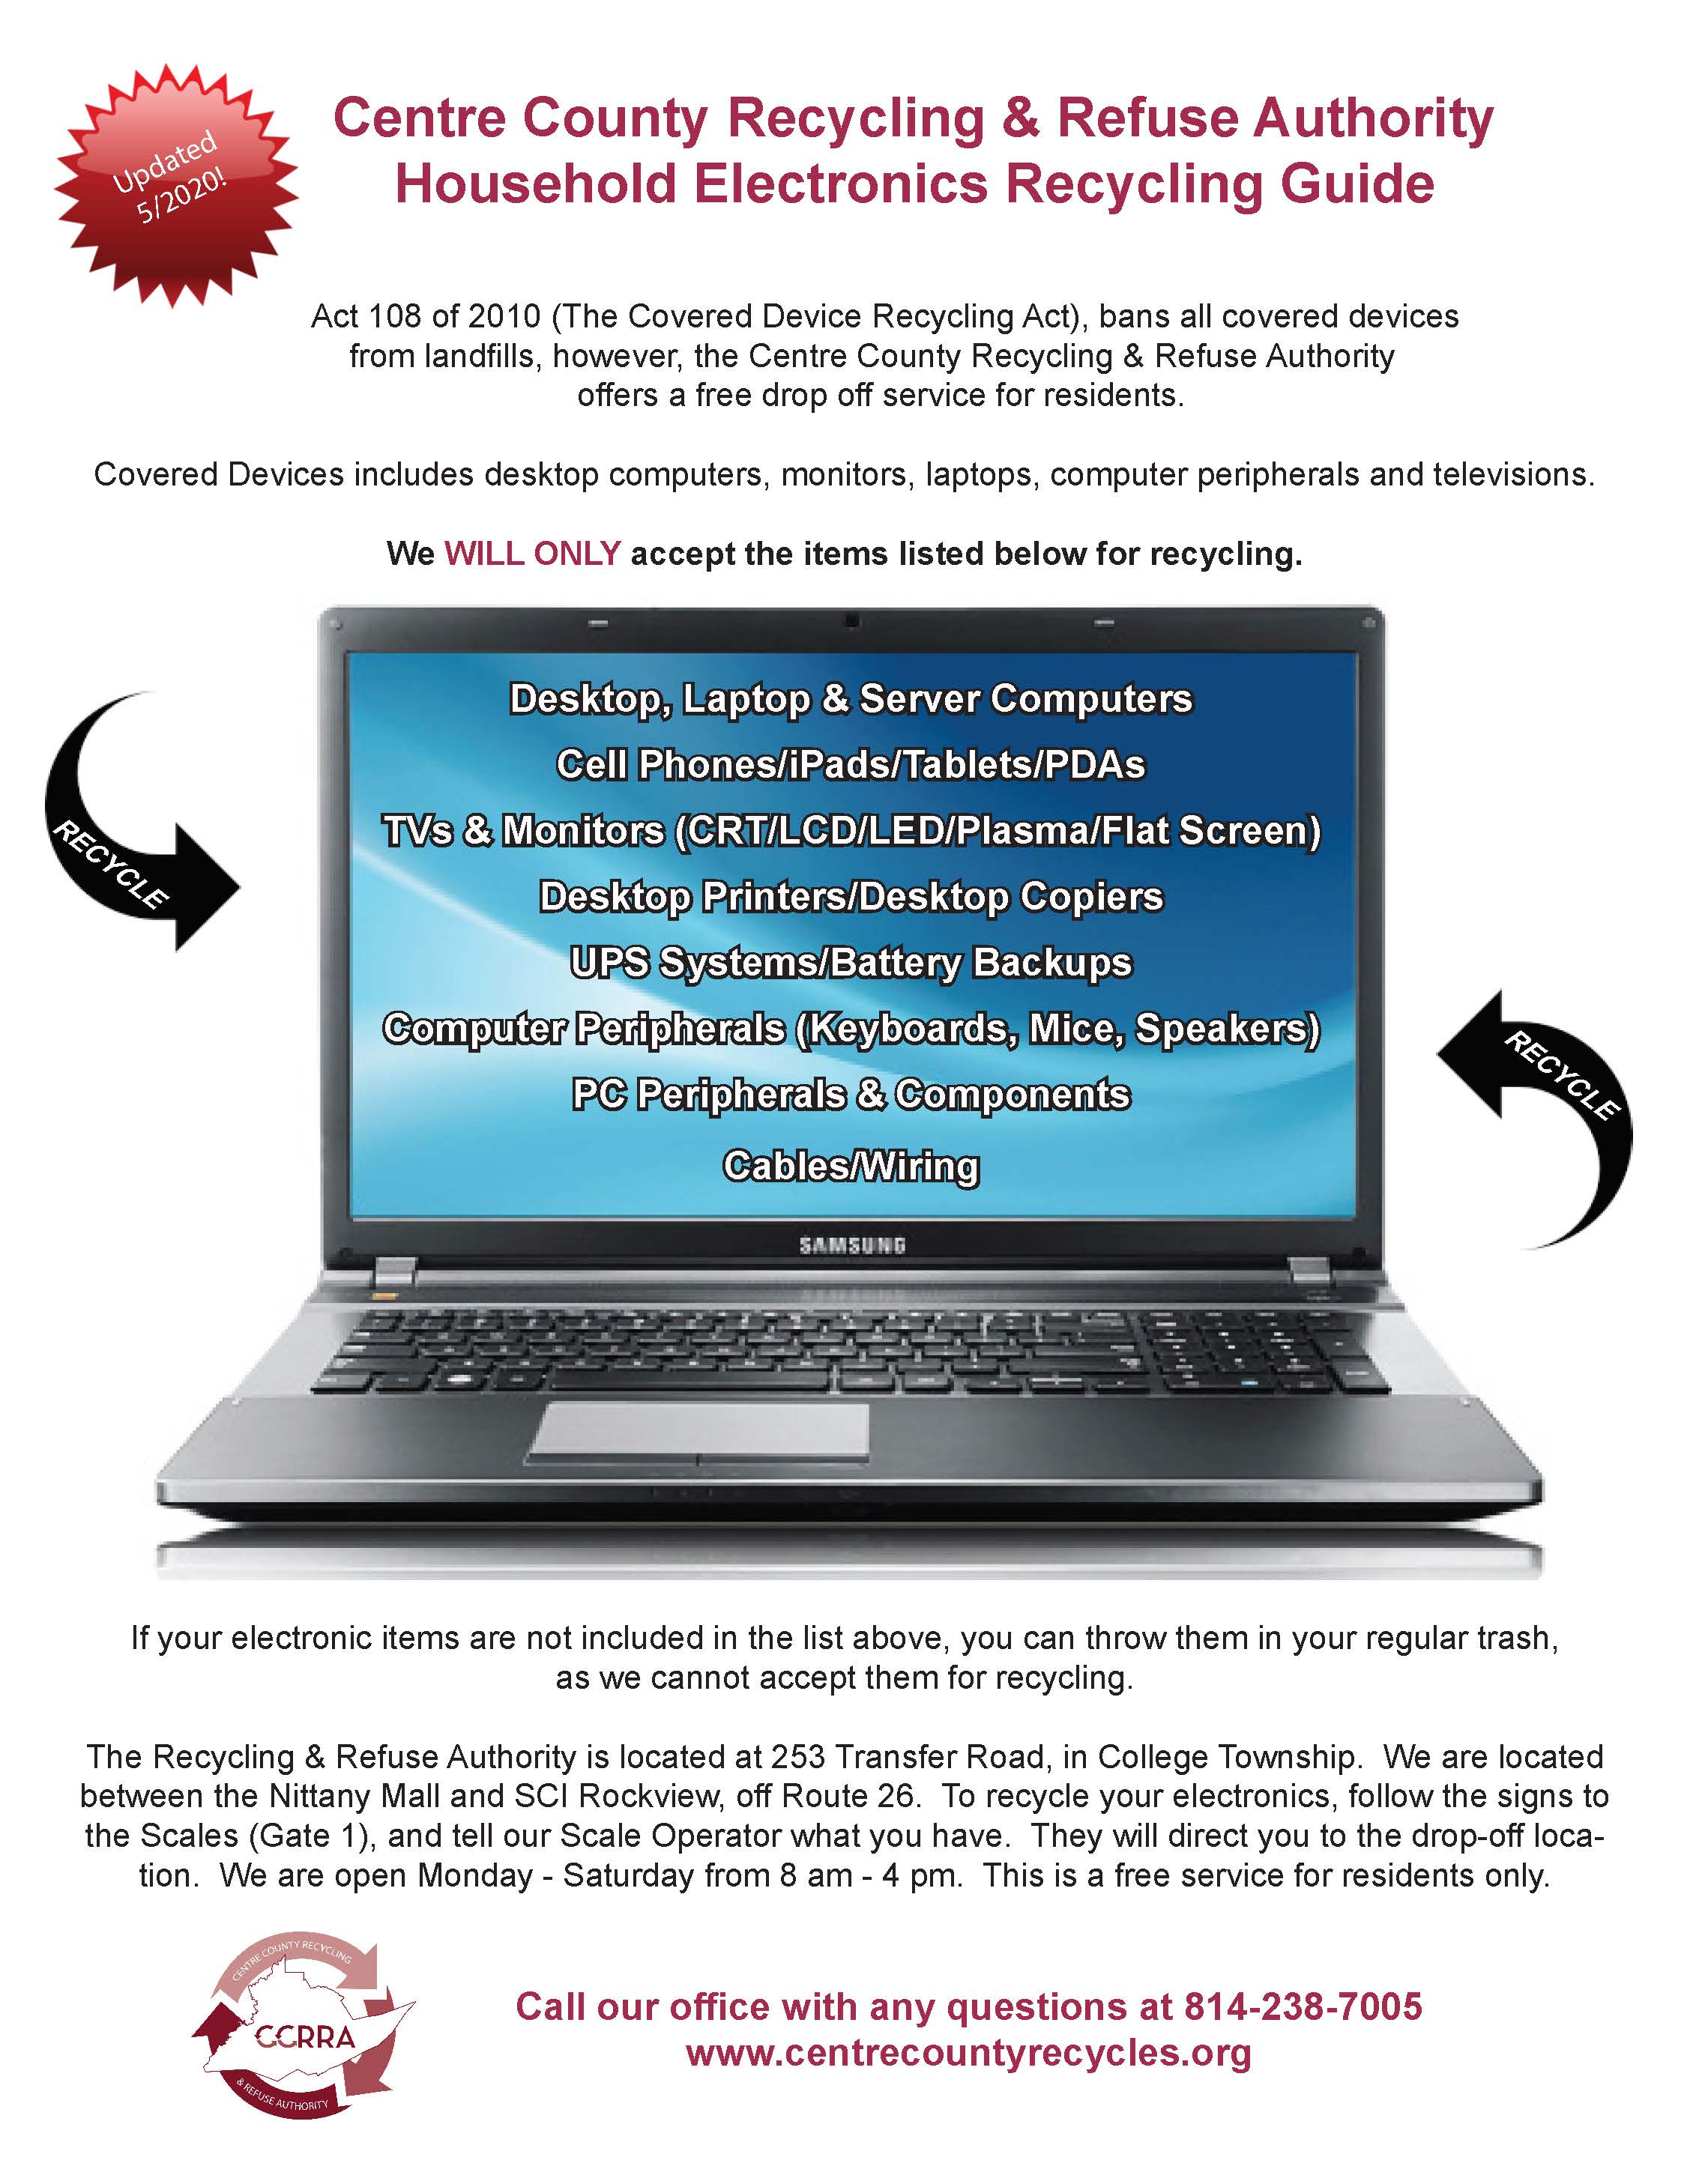 Updated
5/2020!
Centre County Recycling & Refuse Authority
Household Electronics Recycling Guide
Act 108 of 2010 (The Covered Device Recycling Act), bans all covered devices
from landfills, however, the Centre County Recycling & Refuse Authority
offers a free drop off service for residents.
Covered Devices includes desktop computers, monitors, laptops, computer peripherals and televisions.
We WILL ONLY accept the items listed below for recycling.
Desktop, Laptop & Server Computers
Cell Phones/iPads/Tablets/PDAs
TVs & Monitors (CRT/LCD/LED/Plasma/Flat Screen)
Desktop Printers/Desktop Copiers
UPS Systems/Battery Backups
Computer Peripherals (Keyboards, Mice, Speakers)
PC Peripherals & Components
Cables/Wiring
RECYCLE
RECYCLE
SAMSUNG
If your electronic items are not included in the list above, you can throw them in your regular trash,
as we cannot accept them for recycling.
The Recycling & Refuse Authority is located at 253 Transfer Road, in College Township.  We are located
between the Nittany Mall and SCI Rockview, off Route 26.  To recycle your electronics, follow the signs to
the Scales (Gate 1), and tell our Scale Operator what you have.  They will direct you to the drop-off loca-
tion.  We are open Monday - Saturday from 8 am - 4 pm.  This is a free service for residents only.
CENTRE COUNTY RECYCLING
CCRRA
& REFUSE AUTHORITY
Call our office with any questions at 814-238-7005
www.centrecountyrecycles.org